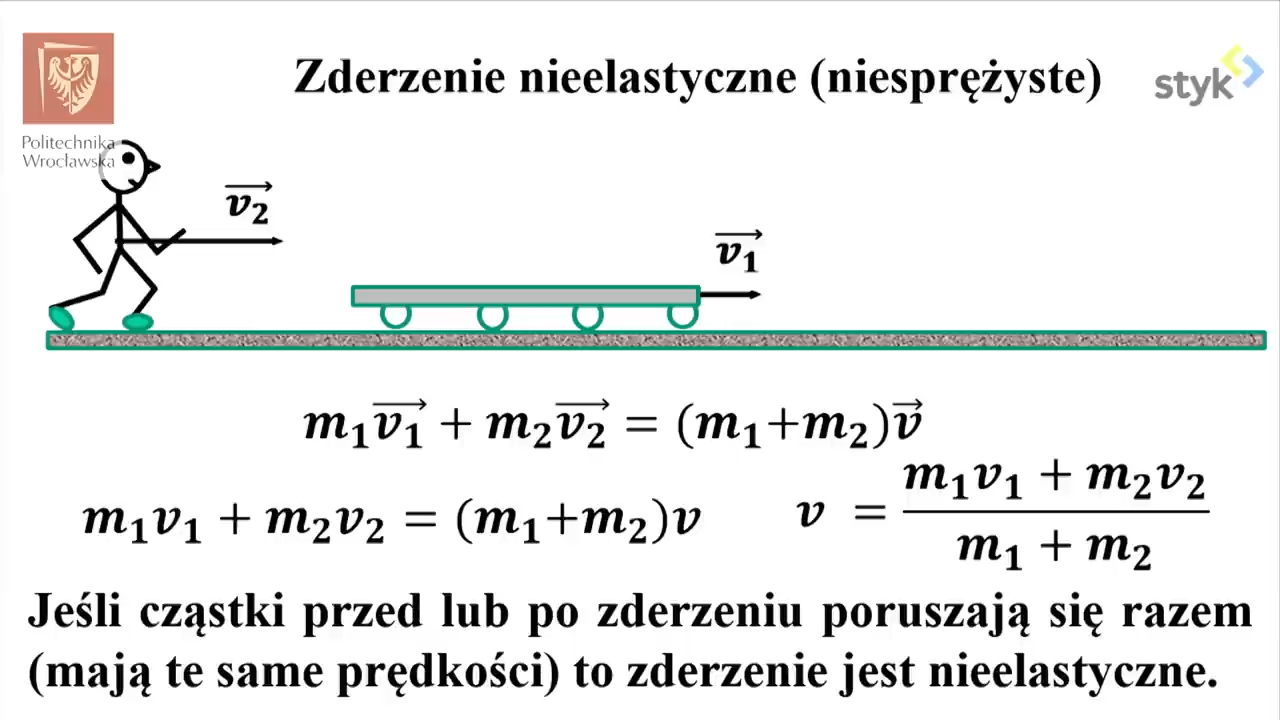 Zderzenie nieelastyczne (niesprężyste)
styk
Politechnika
Wrocławska
v₂
v₁
m₁v₁ + m₂v₂ = (m₁+m₂)v
m₁v₁ + m₂v₂ = (m₁+m₂)v
v = (m₁v₁ + m₂v₂) / (m₁ + m₂)
Jeśli cząstki przed lub po zderzeniu poruszają się razem
(mają te same prędkości) to zderzenie jest nieelastyczne.